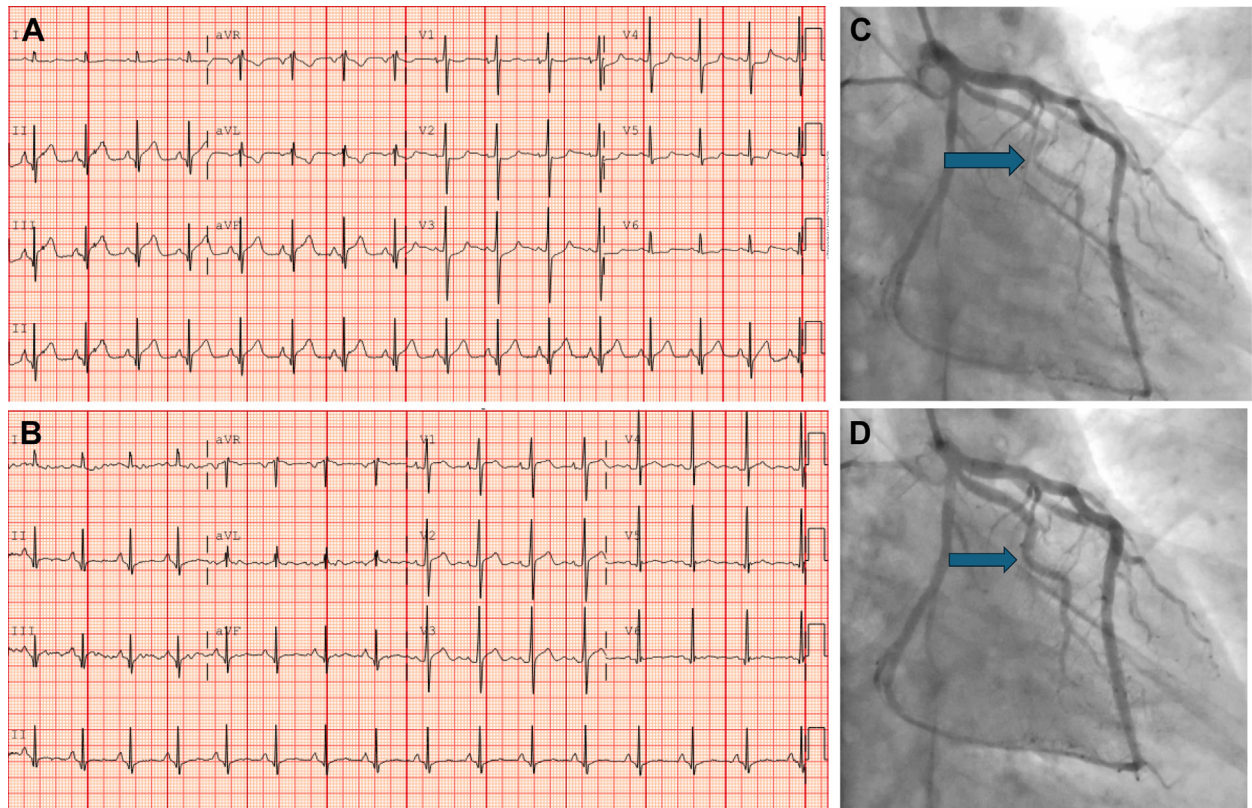 A
I aVR V1 V4
II aVL V2 V5
III aVF V3 V6
II
B
I aVR V1 V4
II aVL V2 V5
III aVF V3 V6
II
C
D